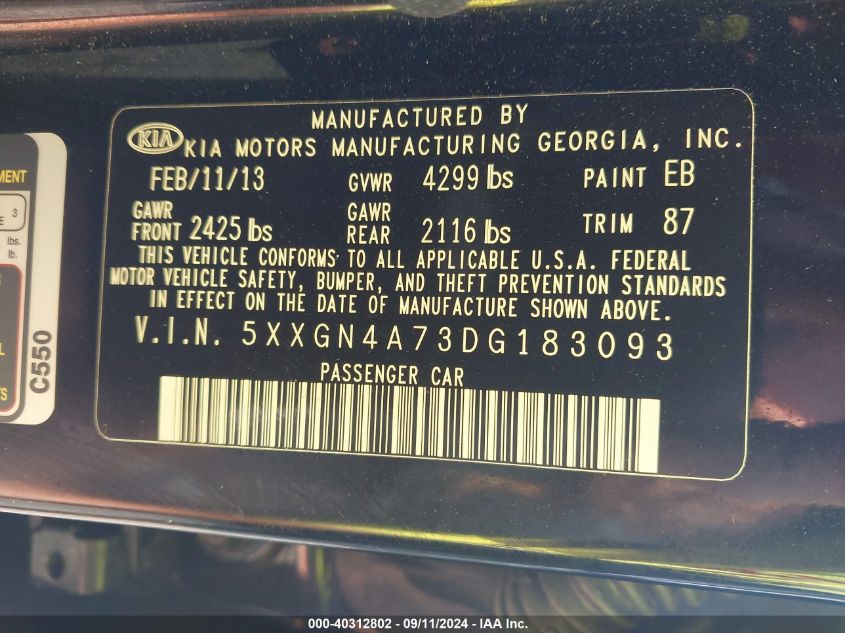 MANUFACTURED BY
KIA KIA MOTORS MANUFACTURING GEORGIA, INC.
FEB/11/13 GVWR 4299 lbs PAINT EB
GAWR FRONT 2425 lbs GAWR REAR 2116 lbs TRIM 87
THIS VEHICLE CONFORMS TO ALL APPLICABLE U.S.A. FEDERAL
MOTOR VEHICLE SAFETY, BUMPER, AND THEFT PREVENTION STANDARDS
IN EFFECT ON THE DATE OF MANUFACTURE SHOWN ABOVE.
V.I.N. 5XXGN4A73DG183093
PASSENGER CAR
3
lbs.
lb.
C550
000-40312802 - 09/11/2024 - IAA Inc.